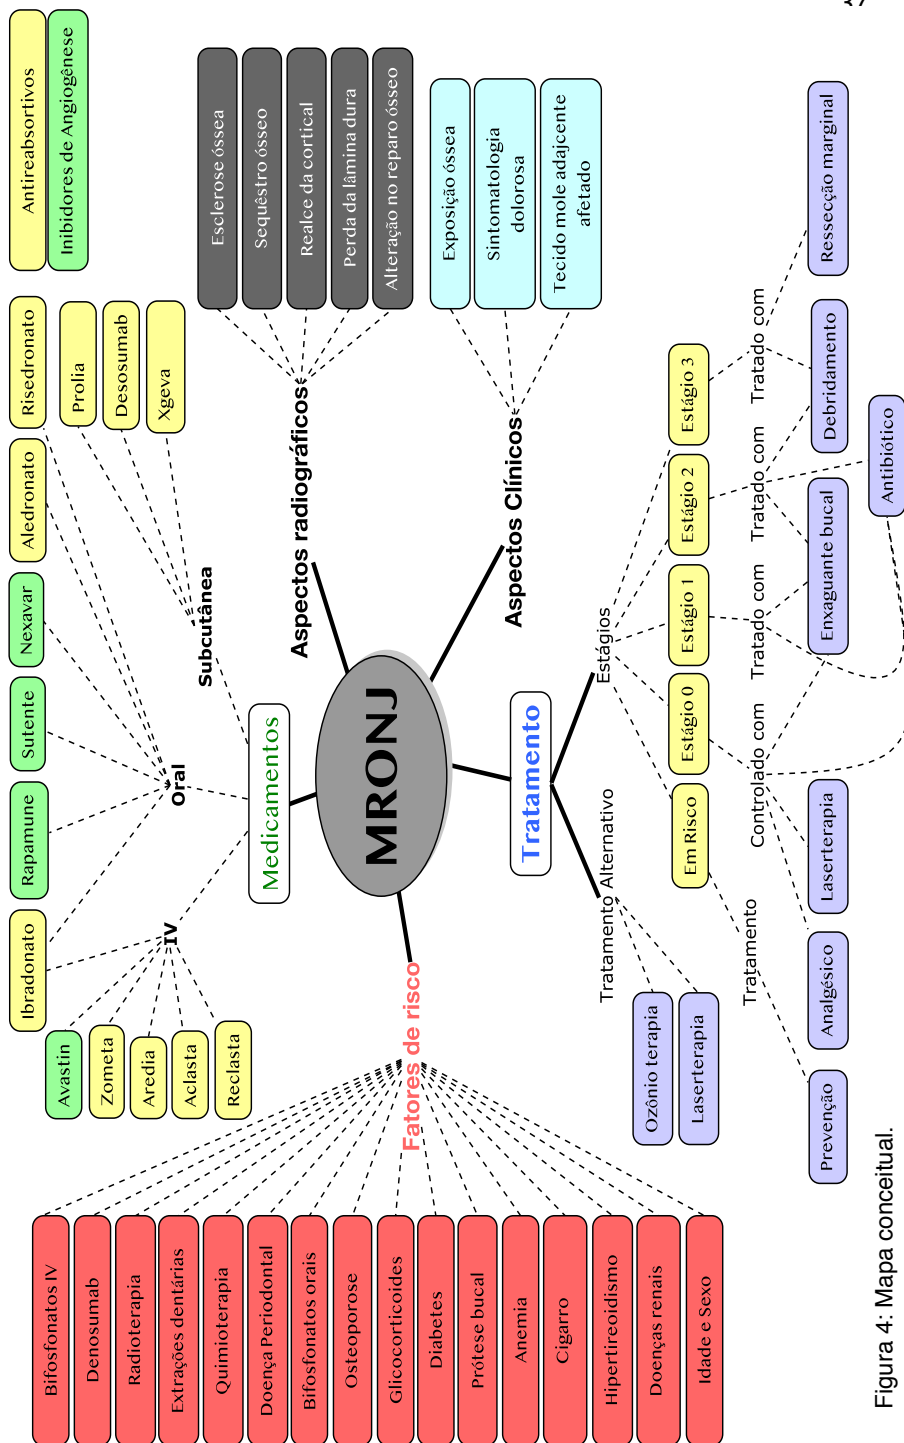 Antireabsortivos
Inibidores de Angiogênese
Ibradonato
Rapamune
Sutente
Nexavar
Aledronato
Risedronato
Avastin
Zometa
Aredia
Aclasta
Reclasta
IV
Oral
Subcutânea
Prolia
Desosumab
Xgeva
Medicamentos
MRONJ
Aspectos radiográficos
Esclerose óssea
Sequêstro ósseo
Realce da cortical
Perda da lâmina dura
Alteração no reparo ósseo
Aspectos Clínicos
Exposição óssea
Sintomatologia
dolorosa
Tecido mole adajcente
afetado
Fatores de risco
Bifosfonatos IV
Denosumab
Radioterapia
Extrações dentárias
Quimioterapia
Doença Periodontal
Bifosfonatos orais
Osteoporose
Glicocorticoides
Diabetes
Prótese bucal
Anemia
Cigarro
Hipertireoidismo
Doenças renais
Idade e Sexo
Tratamento
Tratamento Alternativo
Ozônio terapia
Laserterapia
Estágios
Em Risco
Estágio 0
Estágio 1
Estágio 2
Estágio 3
Tratamento
Controlado com
Tratado com
Tratado com
Tratado com
Prevenção
Analgésico
Laserterapia
Enxaguante bucal
Debridamento
Ressecção marginal
Antibiótico
Figura 4: Mapa conceitual.